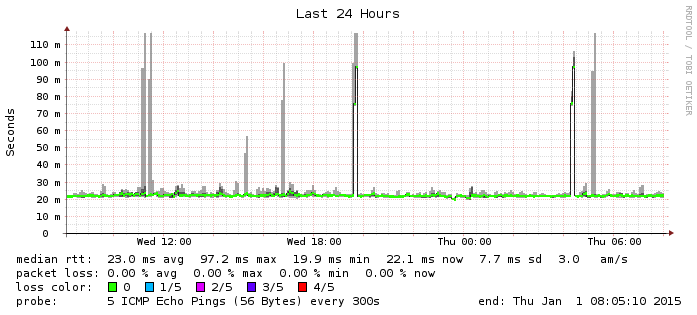 Last 24 Hours
RRDTOOL / TOBI OETIKER
Seconds
110 m
100 m
90 m
80 m
70 m
60 m
50 m
40 m
30 m
20 m
10 m
0
Wed 12:00 Wed 18:00 Thu 00:00 Thu 06:00
median rtt: 23.0 ms avg 97.2 ms max 19.9 ms min 22.1 ms now 7.7 ms sd 3.0 am/s
packet loss: 0.00 % avg 0.00 % max 0.00 % min 0.00 % now
loss color: 0 1/5 2/5 3/5 4/5
probe: 5 ICMP Echo Pings (56 Bytes) every 300s end: Thu Jan 1 08:05:10 2015